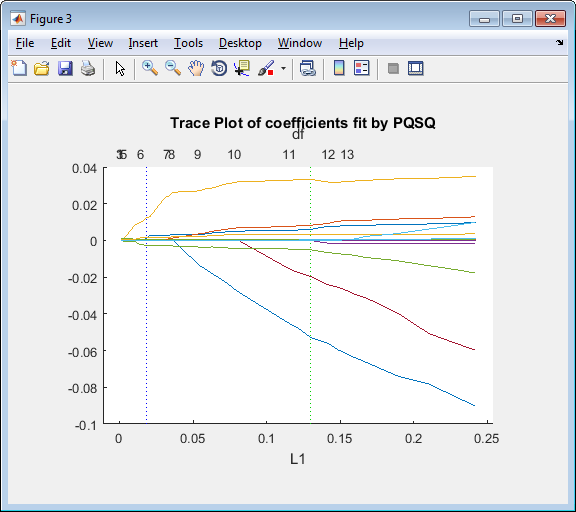 Figure 3
File Edit View Insert Tools Desktop Window Help
Trace Plot of coefficients fit by PQSQ
df
6 7 8 9 10 11 12 13
0.04
0.02
0
-0.02
-0.04
-0.06
-0.08
-0.1
0 0.05 0.1 0.15 0.2 0.25
L1